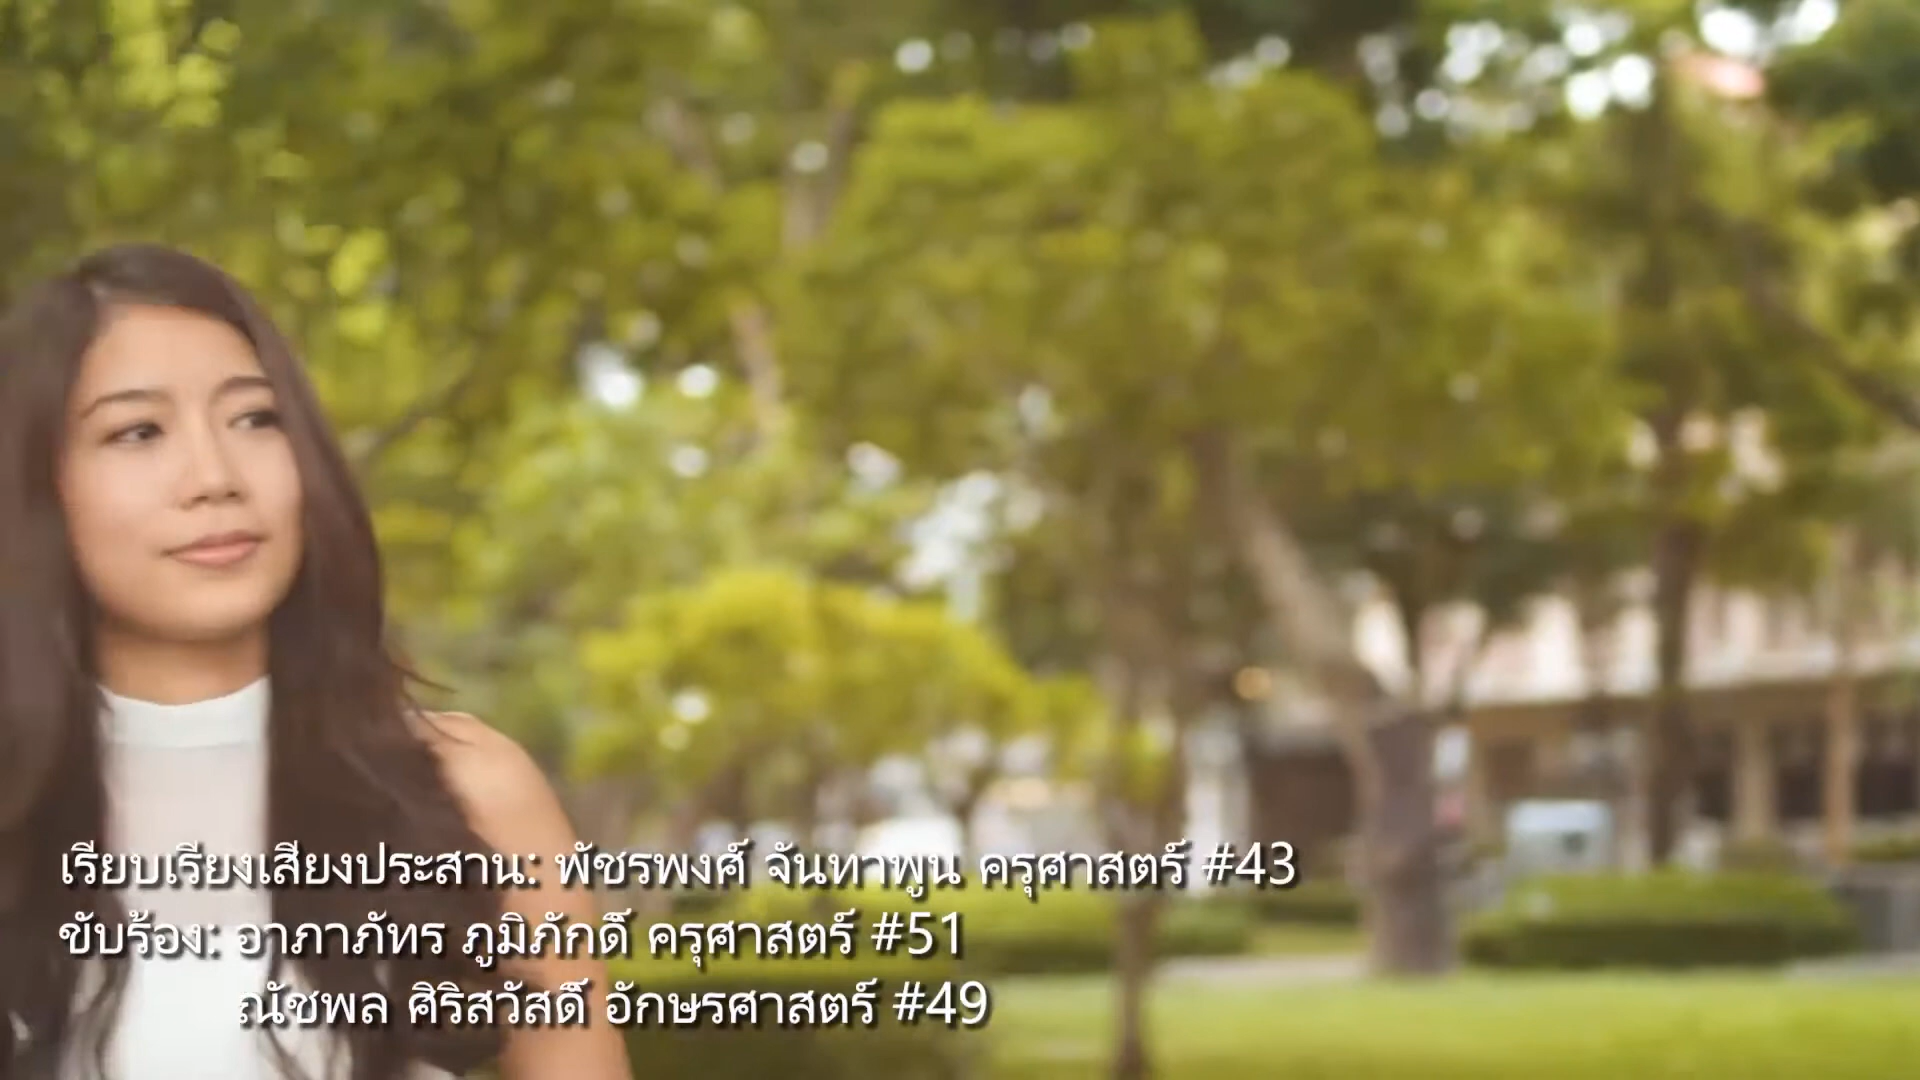 เรียบเรียงเสียงประสาน: พัชรพงศ์ จันทาพูน ครุศาสตร์ #43
ขับร้อง: อาภาภัทร ภูมิภักดิ์ ครุศาสตร์ #51
ณัชพล ศิริสวัสดิ์ อักษรศาสตร์ #49